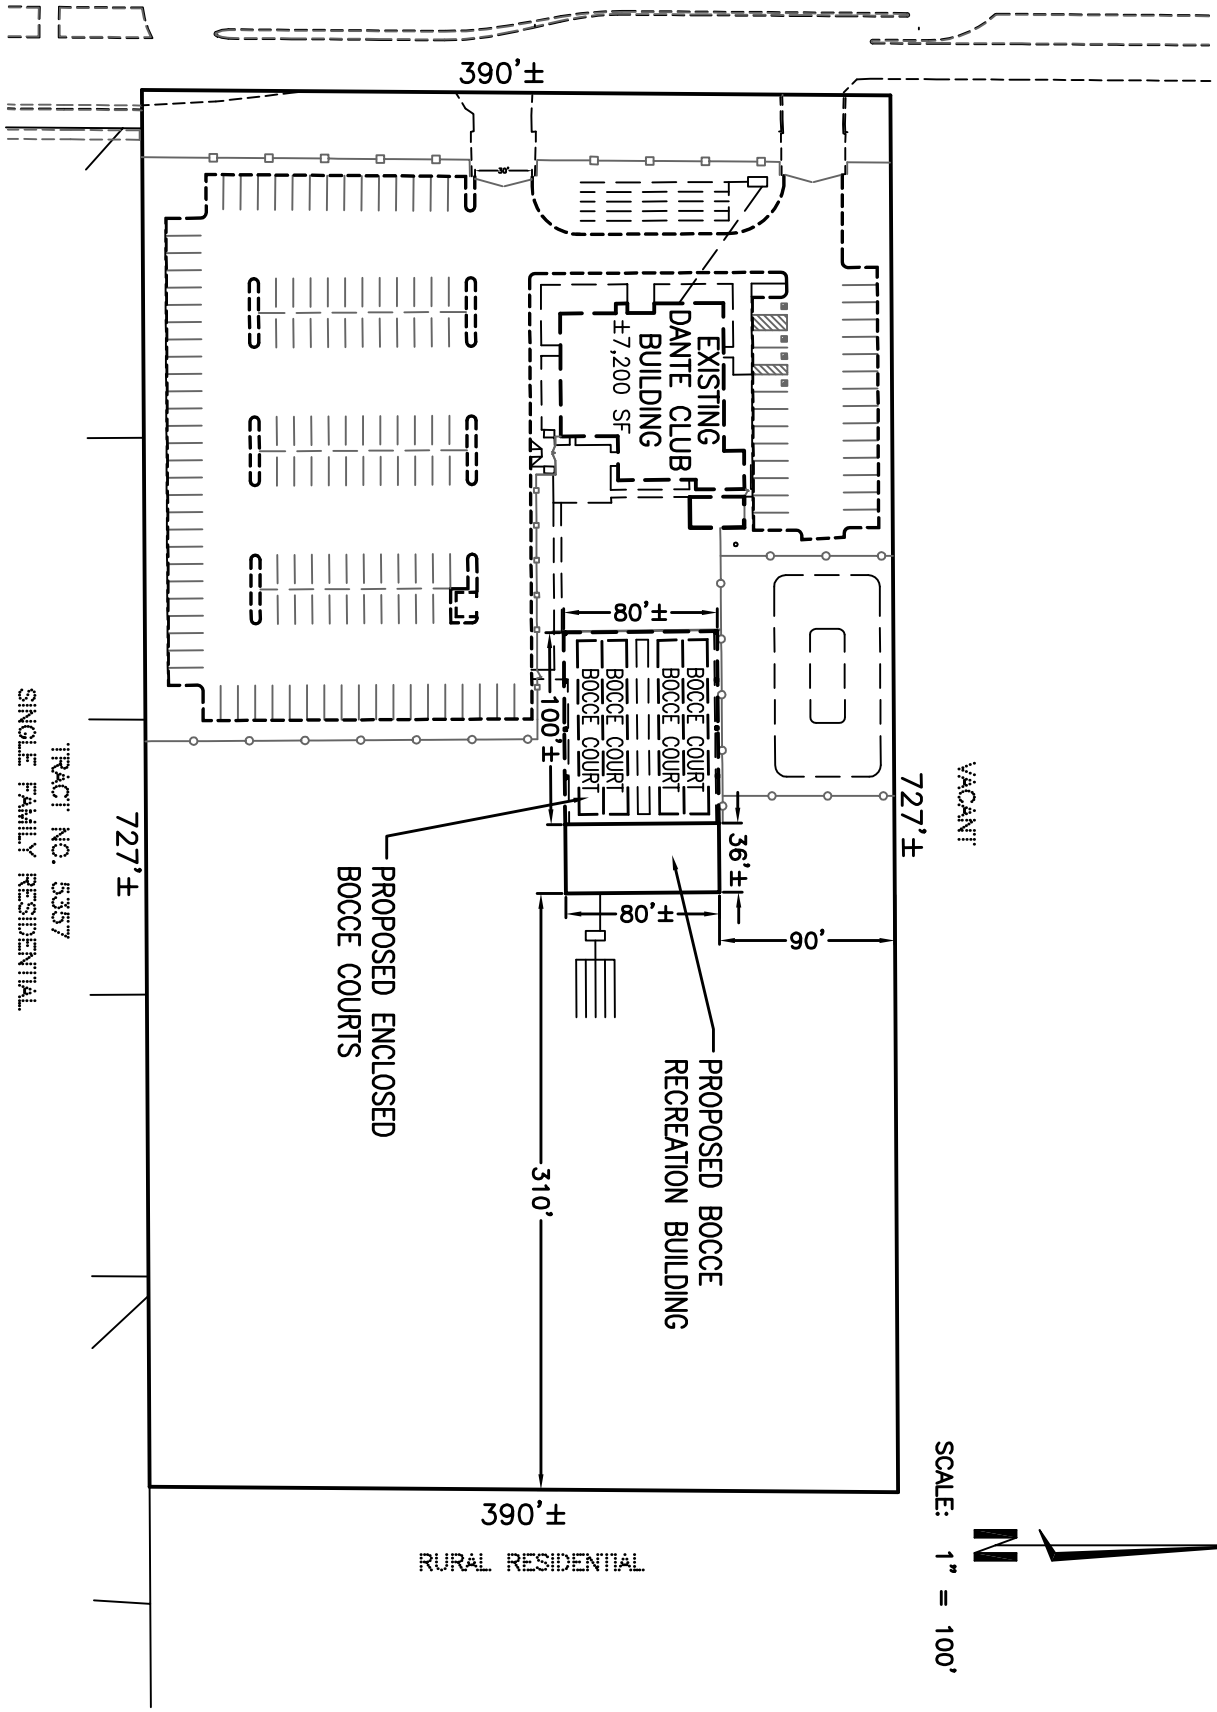 390'±
30'
EXISTING
DANTE CLUB
BUILDING
±7,200 SF
80'±
BOCCE COURT
BOCCE COURT
BOCCE COURT
BOCCE COURT
100'±
36'±
80'±
90'
VACANT
727'±
727'±
TRACT NO. 5357
SINGLE FAMILY RESIDENTIAL
PROPOSED ENCLOSED
BOCCE COURTS
PROPOSED BOCCE
RECREATION BUILDING
310'
390'±
RURAL RESIDENTIAL
N
SCALE: 1" = 100'